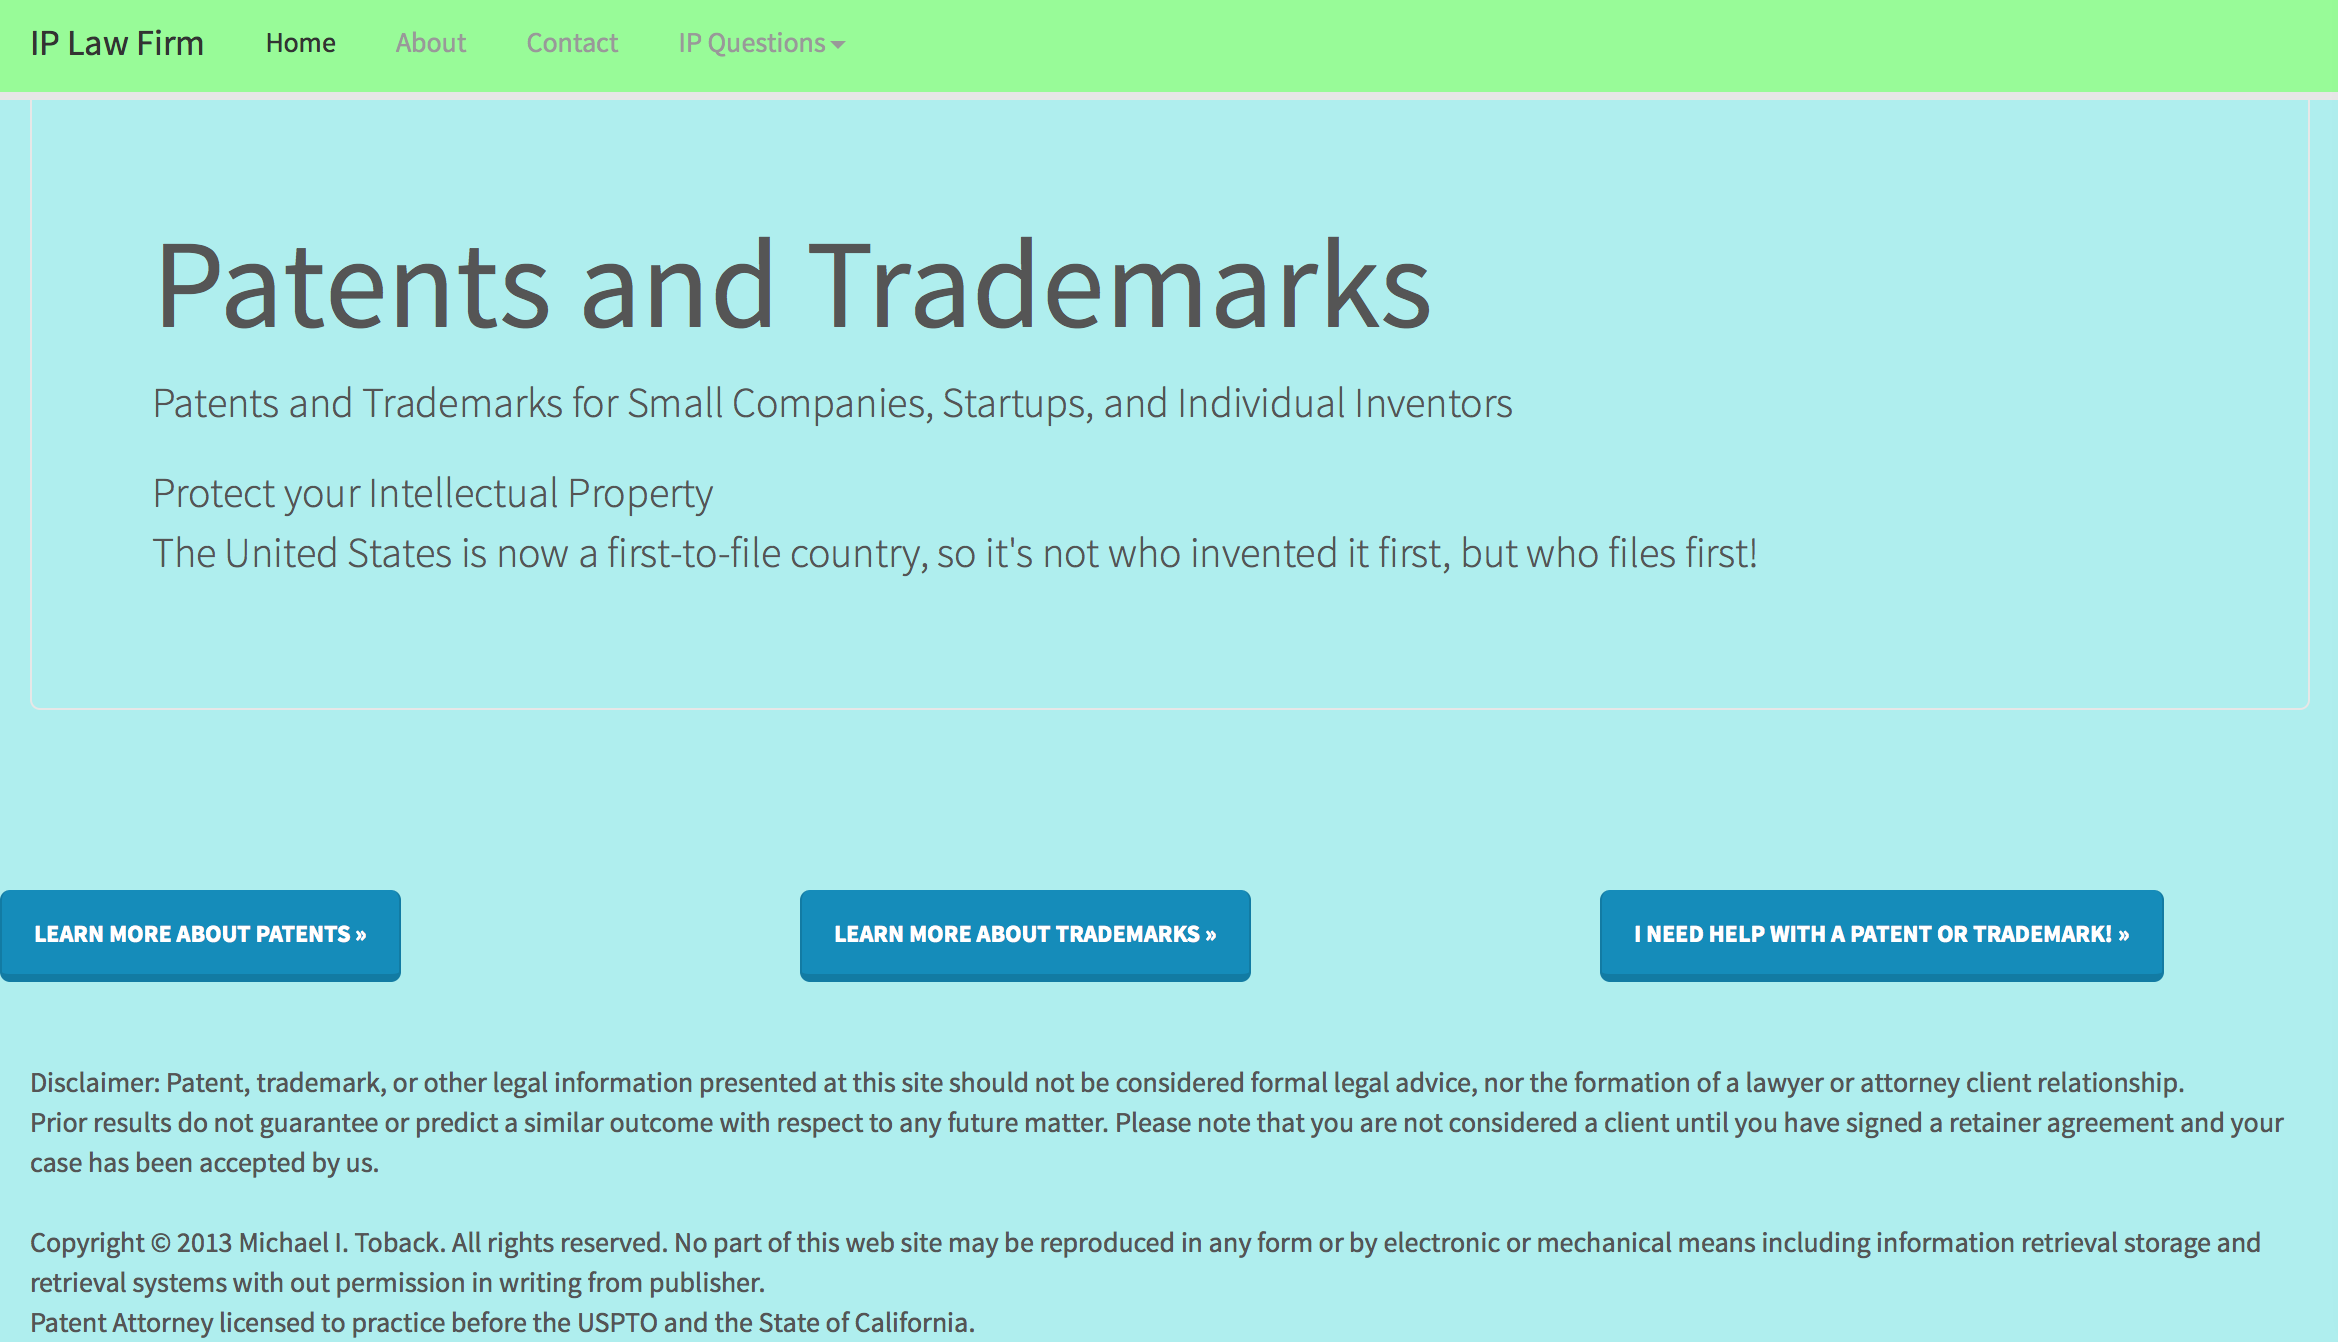 IP Law Firm Home About Contact IP Questions
Patents and Trademarks
Patents and Trademarks for Small Companies, Startups, and Individual Inventors
Protect your Intellectual Property
The United States is now a first-to-file country, so it's not who invented it first, but who files first!
LEARN MORE ABOUT PATENTS » LEARN MORE ABOUT TRADEMARKS » I NEED HELP WITH A PATENT OR TRADEMARK! »
Disclaimer: Patent, trademark, or other legal information presented at this site should not be considered formal legal advice, nor the formation of a lawyer or attorney client relationship.
Prior results do not guarantee or predict a similar outcome with respect to any future matter. Please note that you are not considered a client until you have signed a retainer agreement and your
case has been accepted by us.
Copyright © 2013 Michael I. Toback. All rights reserved. No part of this web site may be reproduced in any form or by electronic or mechanical means including information retrieval storage and
retrieval systems with out permission in writing from publisher.
Patent Attorney licensed to practice before the USPTO and the State of California.